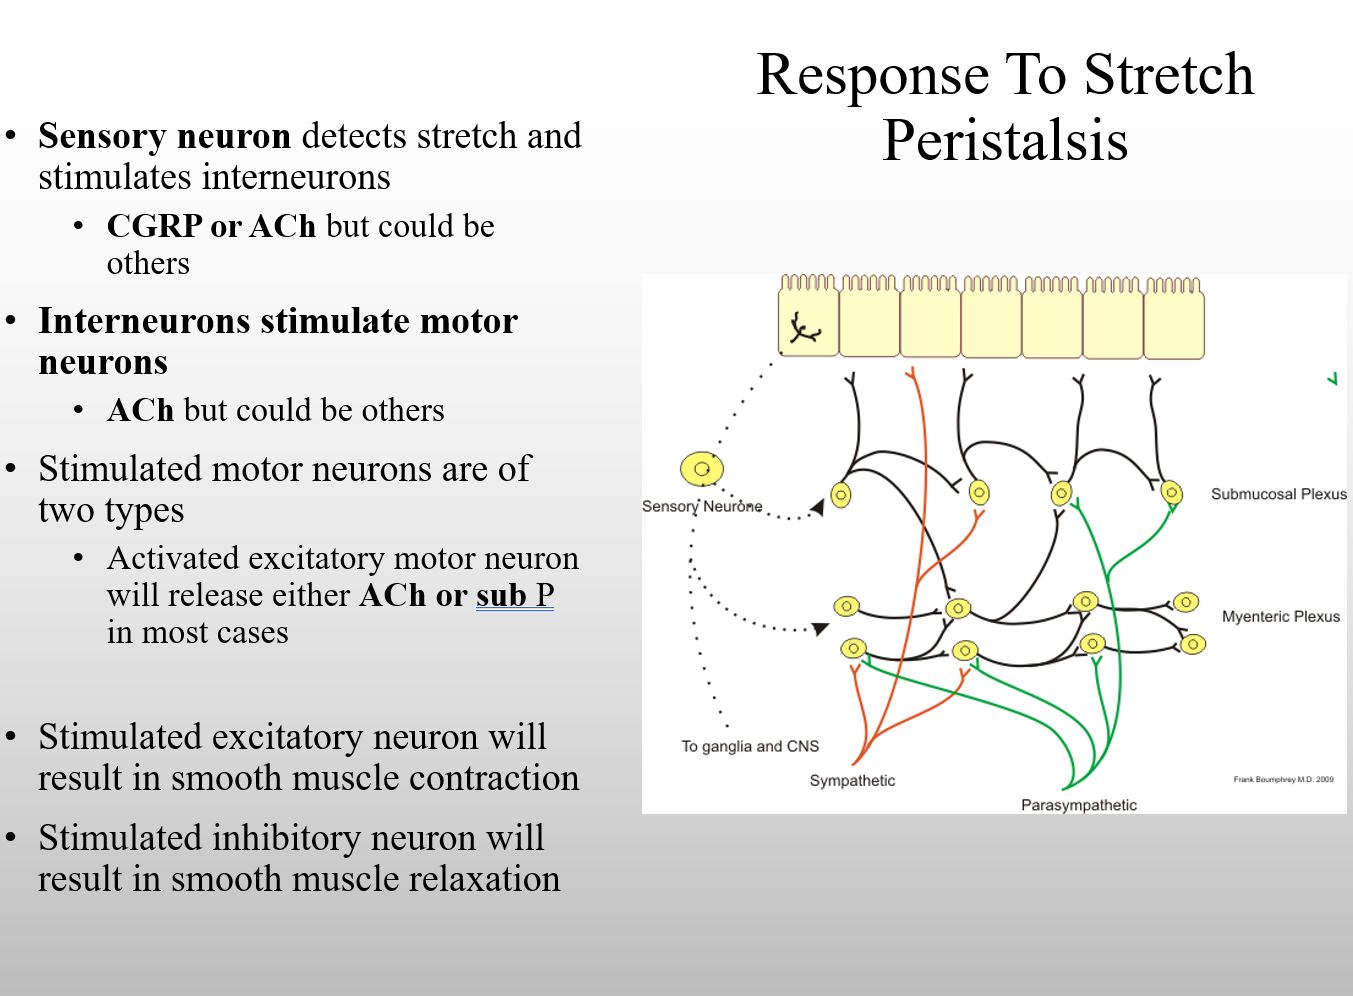 Response To Stretch
Peristalsis
• Sensory neuron detects stretch and
stimulates interneurons
• CGRP or ACh but could be
others
• Interneurons stimulate motor
neurons
• ACh but could be others
• Stimulated motor neurons are of
two types
• Activated excitatory motor neuron
will release either ACh or sub P
in most cases
• Stimulated excitatory neuron will
result in smooth muscle contraction
• Stimulated inhibitory neuron will
result in smooth muscle relaxation
Sensory Neurone
Submucosal Plexus
Myenteric Plexus
To ganglia and CNS
Sympathetic
Frank Boumphrey M.D. 2009
Parasympathetic